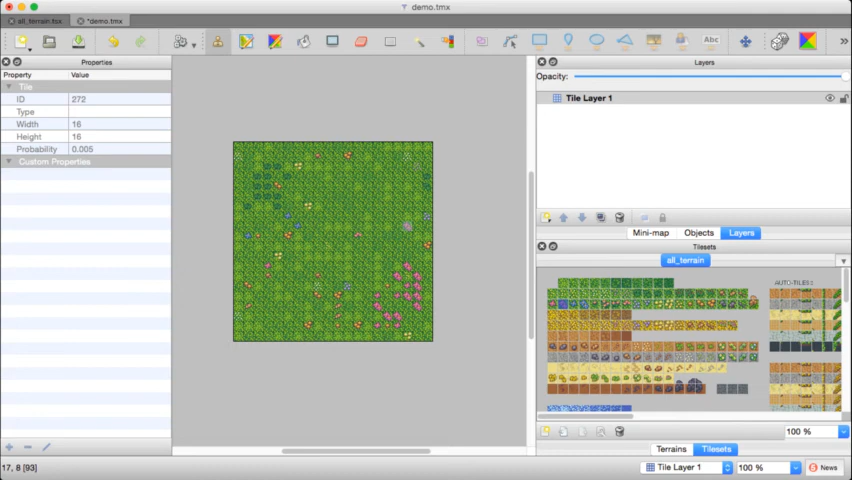 demo.tmx
all_terrain.tsx
*demo.tmx
Abc
Properties
Property Value
Tile
ID 272
Type
Width 16
Height 16
Probability 0.005
Custom Properties
Layers
Opacity:
Tile Layer 1
Mini-map Objects Layers
Tilesets
all_terrain
AUTO-TILES:
100 %
Terrains Tilesets
17, 8 [93]
Tile Layer 1
100 %
News